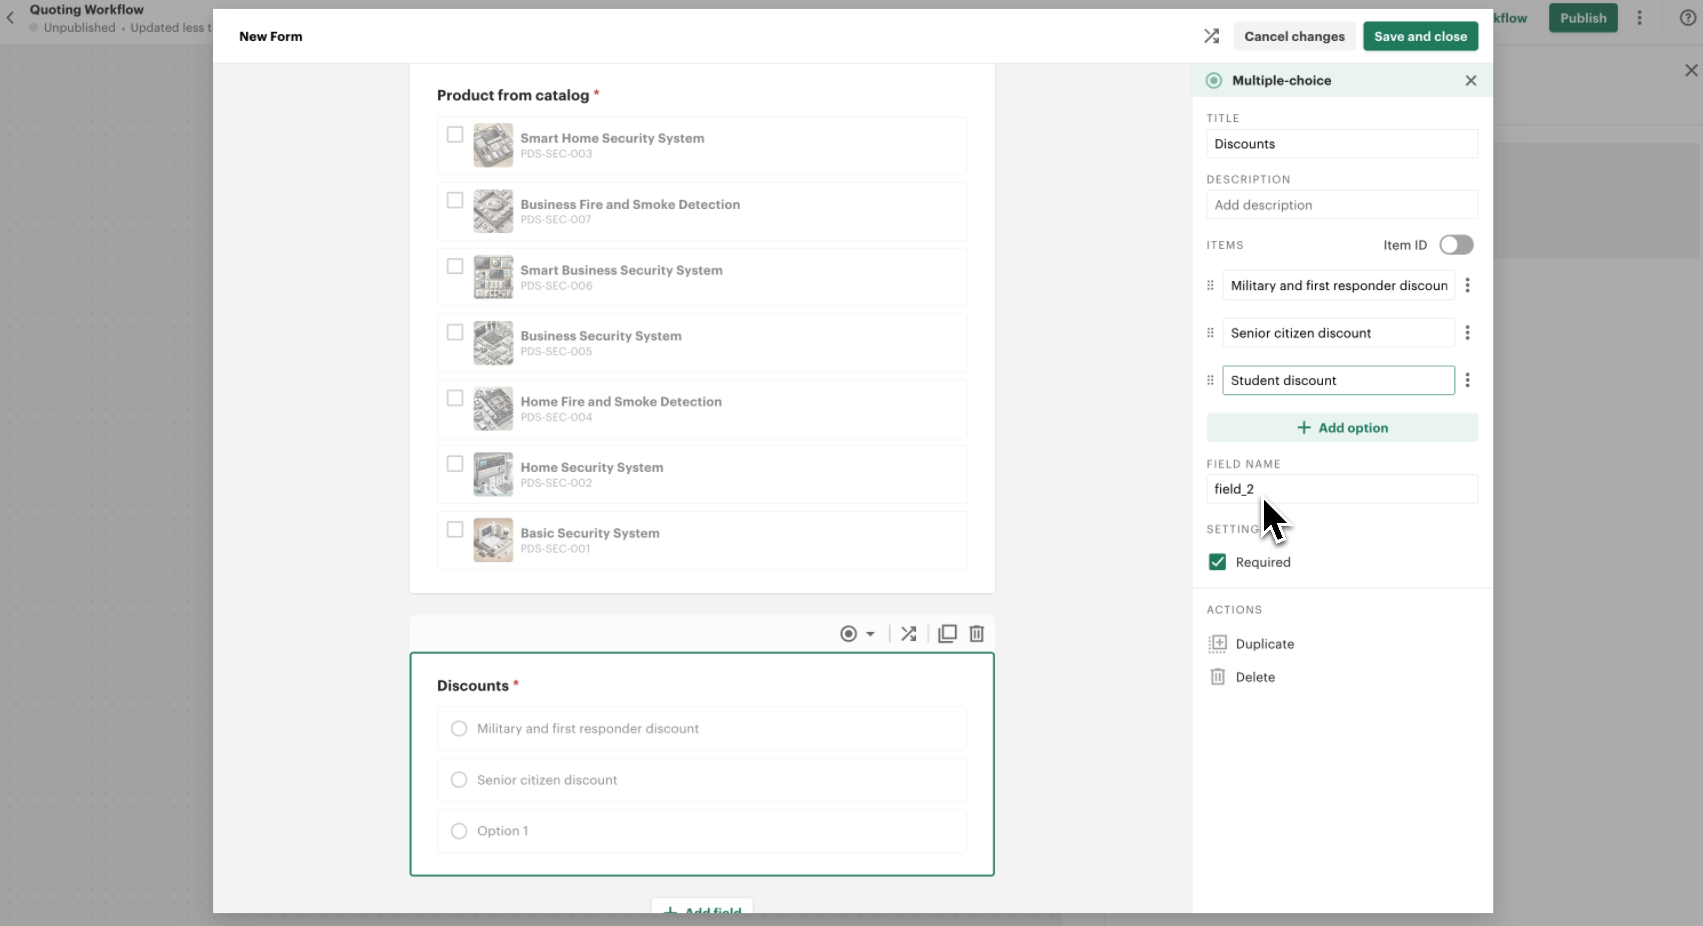 Quoting Workflow
Unpublished • Updated less t
kflow
Publish
New Form
Cancel changes
Save and close
Product from catalog *
Smart Home Security System
PDS-SEC-003
Business Fire and Smoke Detection
PDS-SEC-007
Smart Business Security System
PDS-SEC-006
Business Security System
PDS-SEC-005
Home Fire and Smoke Detection
PDS-SEC-004
Home Security System
PDS-SEC-002
Basic Security System
PDS-SEC-001
Discounts *
Military and first responder discount
Senior citizen discount
Option 1
+ Add field
Multiple-choice
TITLE
Discounts
DESCRIPTION
Add description
ITEMS
Item ID
Military and first responder discoun
Senior citizen discount
Student discount
+ Add option
FIELD NAME
field_2
SETTING
Required
ACTIONS
Duplicate
Delete